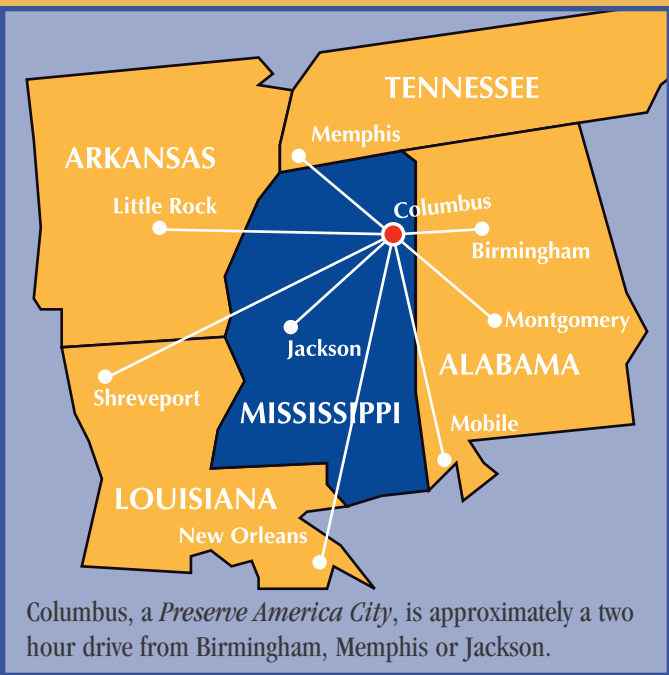 TENNESSEE
Memphis
ARKANSAS
Little Rock
Columbus
Birmingham
Montgomery
Jackson
ALABAMA
Shreveport
MISSISSIPPI
Mobile
LOUISIANA
New Orleans
Columbus, a Preserve America City, is approximately a two
hour drive from Birmingham, Memphis or Jackson.